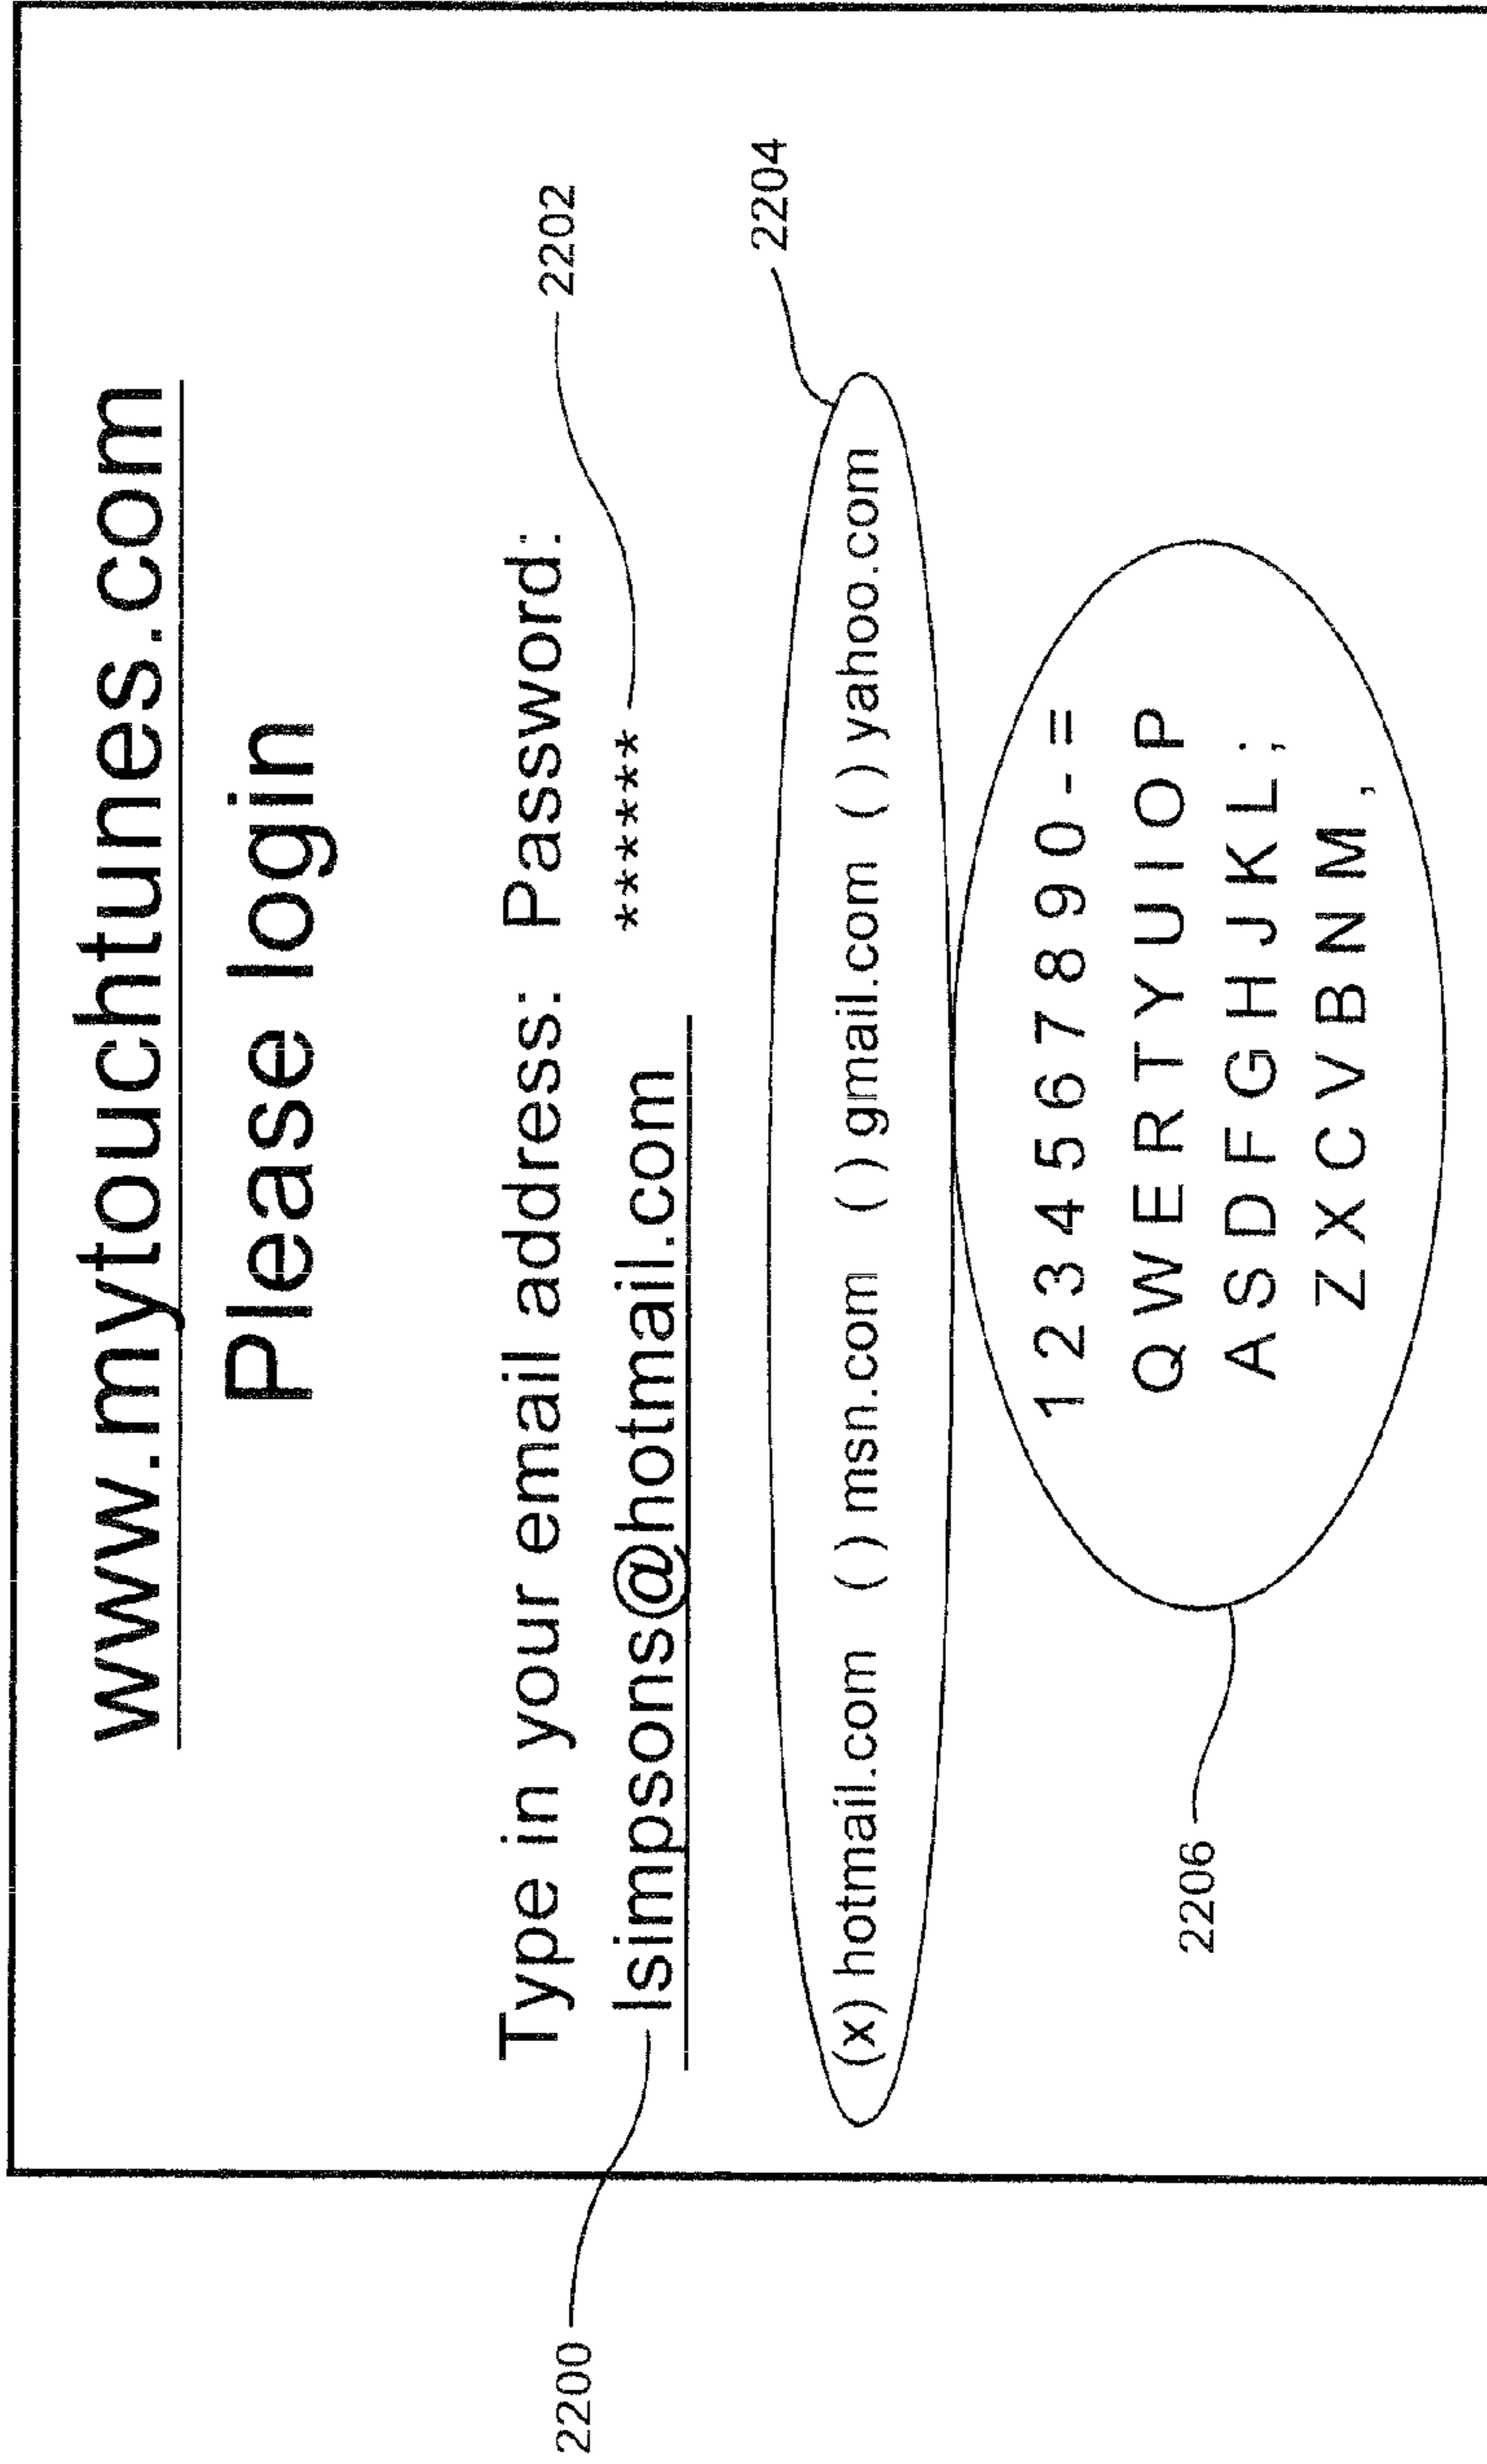 www.mytouchtunes.com
Please login
Type in your email address: Password:
2200
lsimpsons@hotmail.com
******
2202
(x) hotmail.com ( ) msn.com ( ) gmail.com ( ) yahoo.com
2204
1 2 3 4 5 6 7 8 9 0 - =
Q W E R T Y U I O P
A S D F G H J K L ;
Z X C V B N M ,
2206